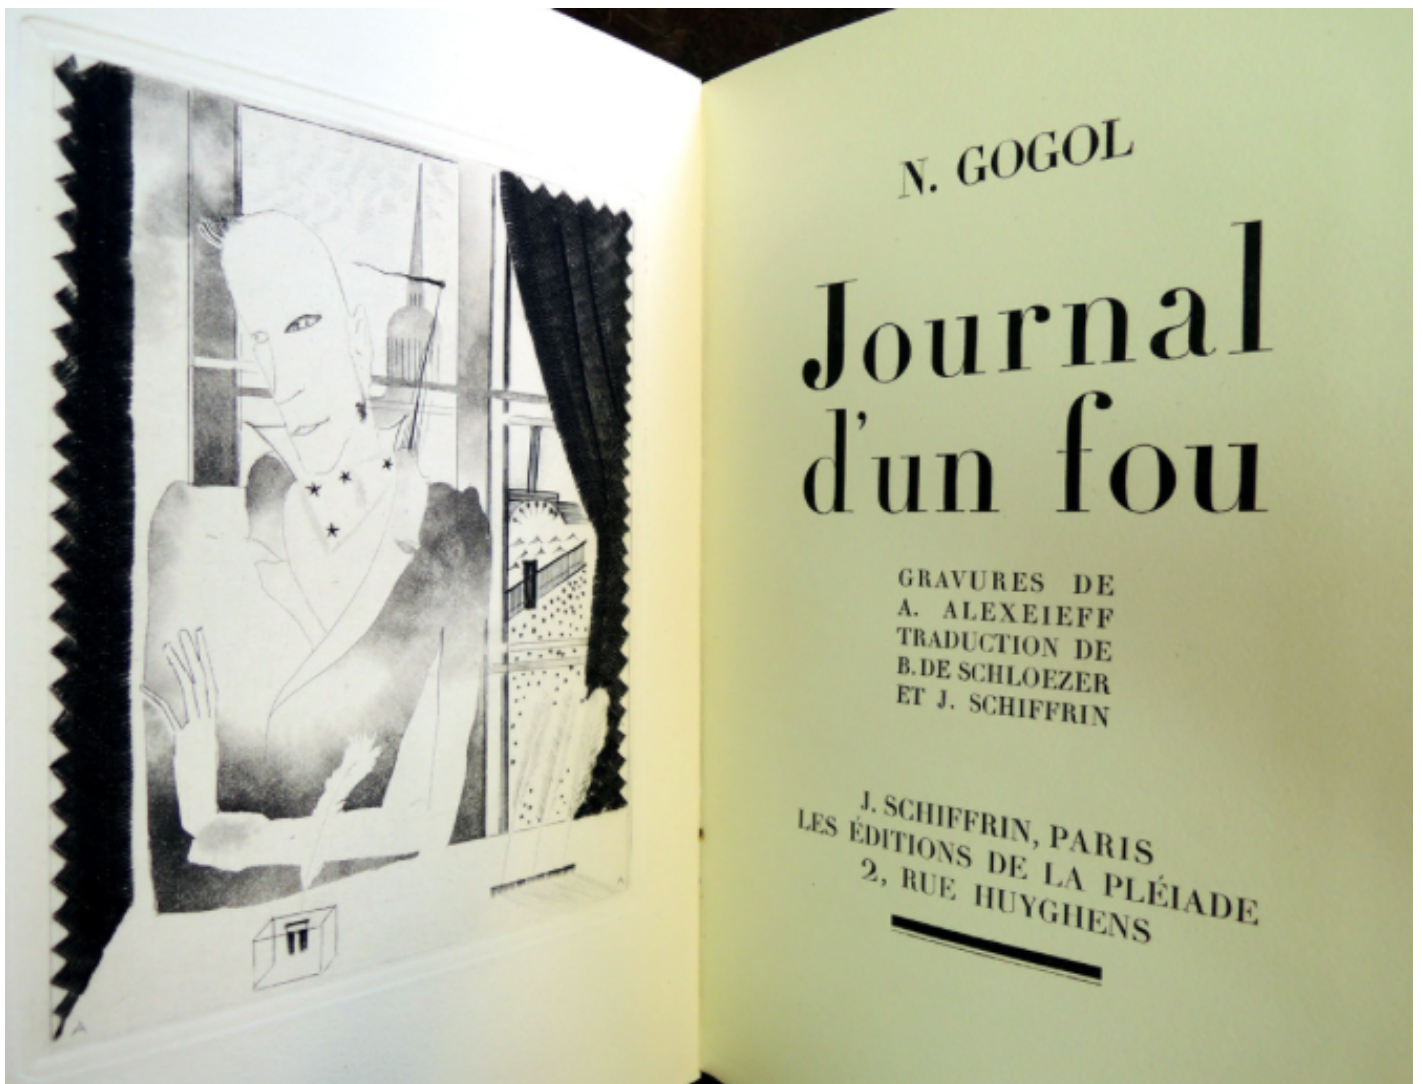 N. GOGOL
Journal
d'un fou
GRAVURES DE
A. ALEXEIEFF
TRADUCTION DE
B. DE SCHLOEZER
ET J. SCHIFFRIN
J. SCHIFFRIN, PARIS
LES ÉDITIONS DE LA PLÉIADE
2, RUE HUYGHENS